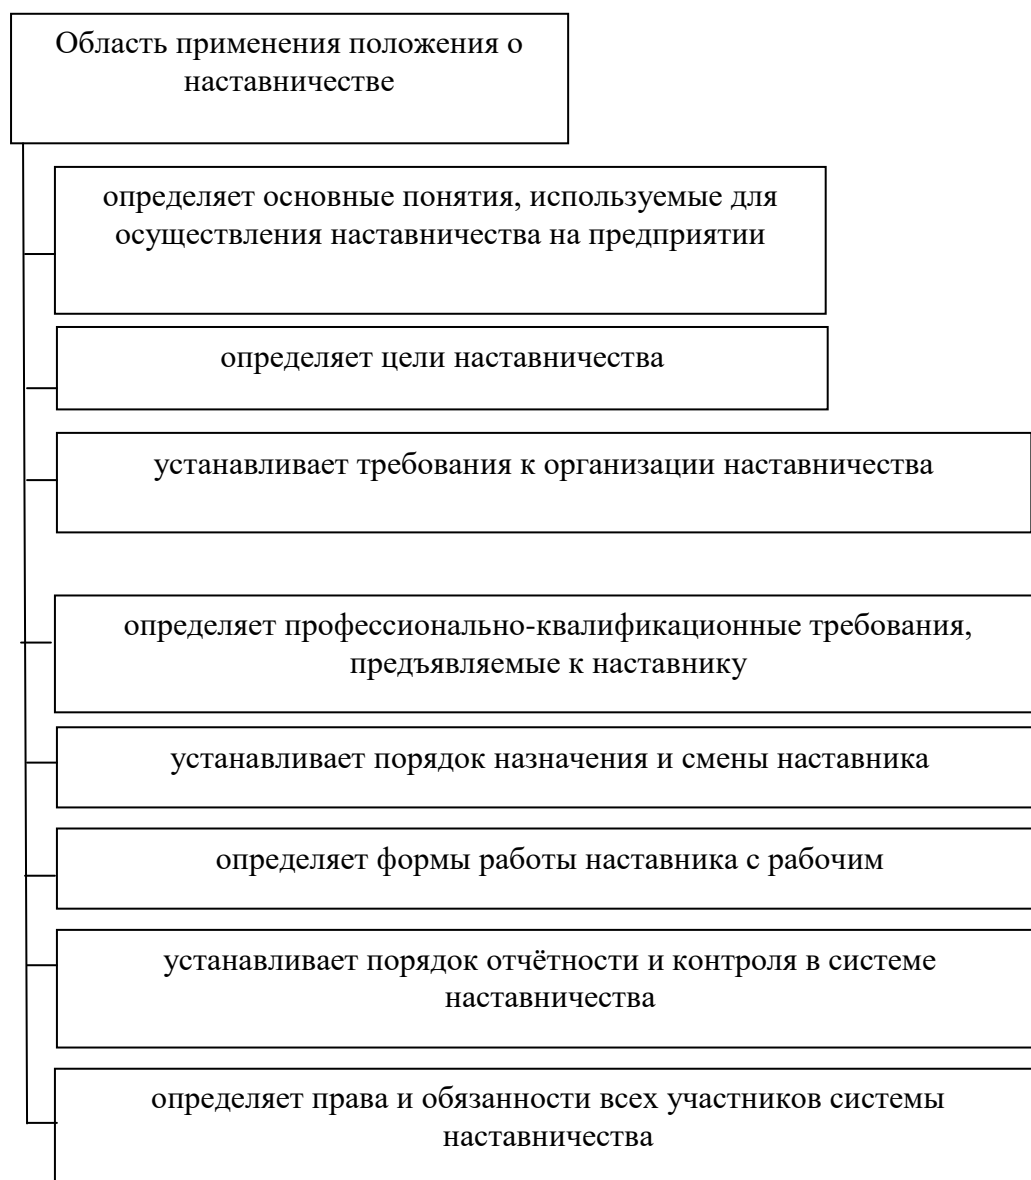 Область применения положения о
наставничестве
определяет основные понятия, используемые для
осуществления наставничества на предприятии
определяет цели наставничества
устанавливает требования к организации наставничества
определяет профессионально-квалификационные требования,
предъявляемые к наставнику
устанавливает порядок назначения и смены наставника
определяет формы работы наставника с рабочим
устанавливает порядок отчётности и контроля в системе
наставничества
определяет права и обязанности всех участников системы
наставничества